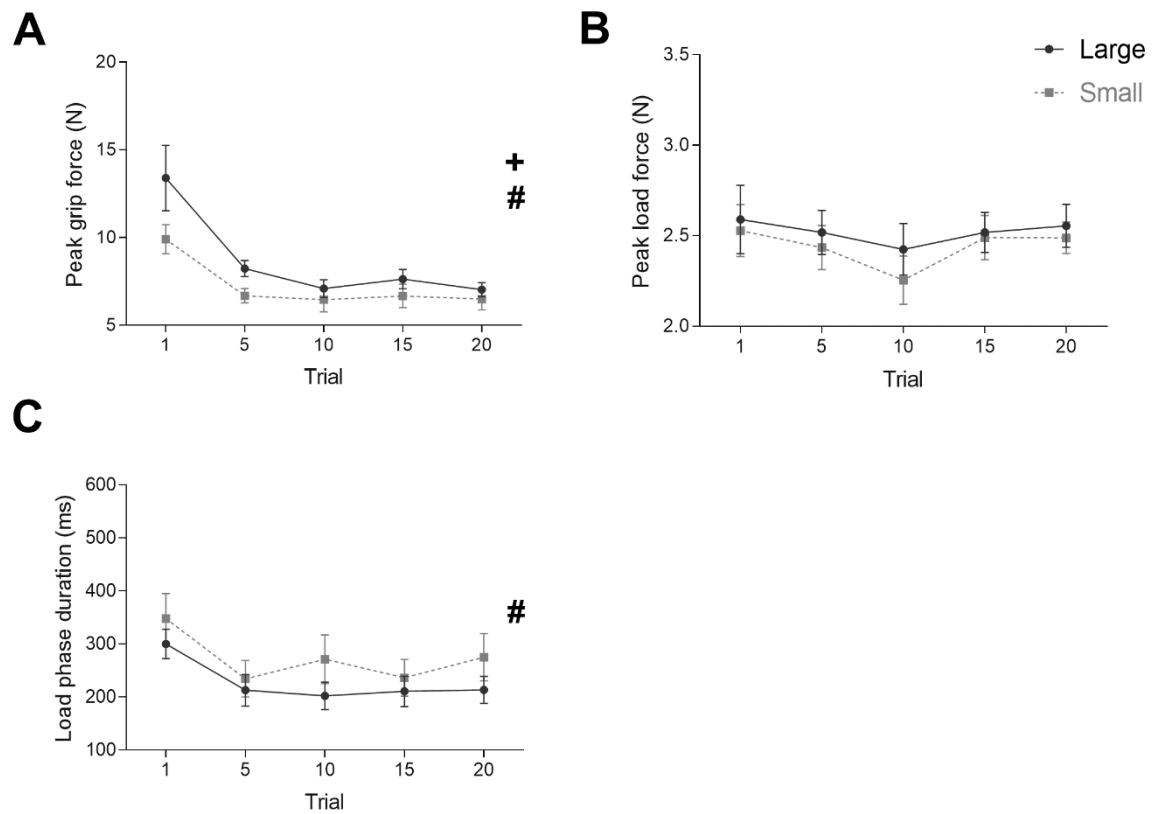 A
20
15
10
5
Peak grip force (N)
+
#
1 5 10 15 20
Trial
B
3.5
3.0
2.5
2.0
Peak load force (N)
Large
Small
1 5 10 15 20
Trial
C
600
500
400
300
200
100
Load phase duration (ms)
#
1 5 10 15 20
Trial